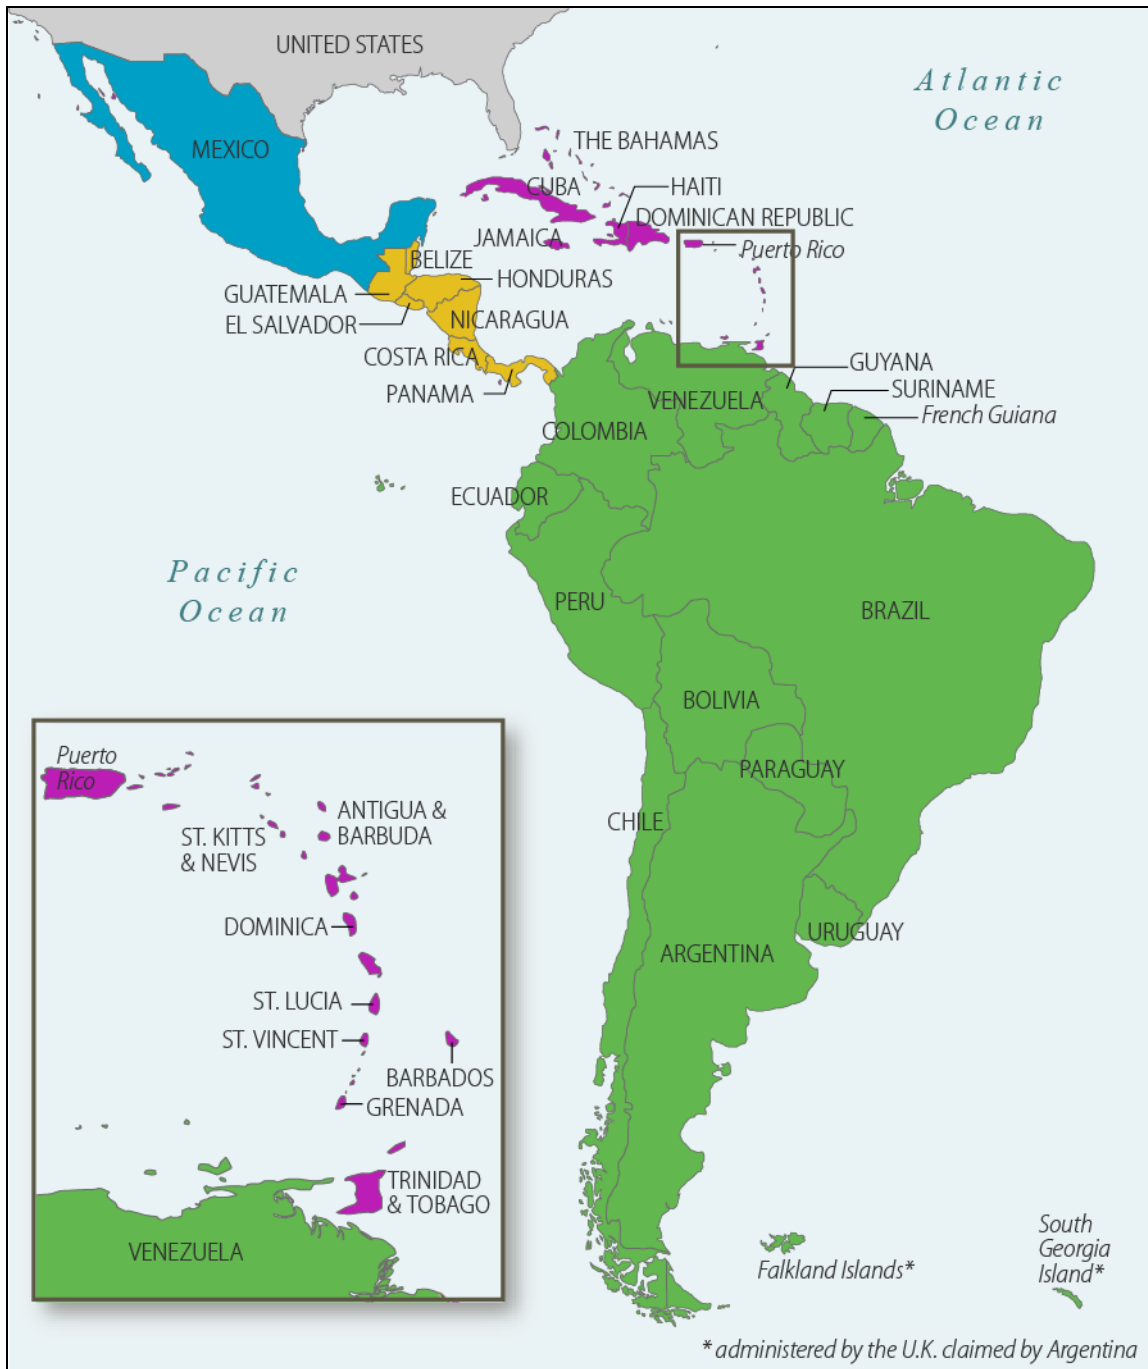 UNITED STATES
Atlantic
Ocean
MEXICO
THE BAHAMAS
CUBA
HAITI
DOMINICAN REPUBLIC
JAMAICA
Puerto Rico
BELIZE
HONDURAS
GUATEMALA
EL SALVADOR
NICARAGUA
COSTA RICA
PANAMA
GUYANA
SURINAME
French Guiana
VENEZUELA
COLOMBIA
ECUADOR
Pacific
Ocean
PERU
BRAZIL
BOLIVIA
PARAGUAY
CHILE
URUGUAY
ARGENTINA
Puerto
Rico
ANTIGUA &
BARBUDA
ST. KITTS
& NEVIS
DOMINICA
ST. LUCIA
ST. VINCENT
BARBADOS
GRENADA
TRINIDAD
& TOBAGO
VENEZUELA
Falkland Islands*
South
Georgia
Island*
* administered by the U.K. claimed by Argentina